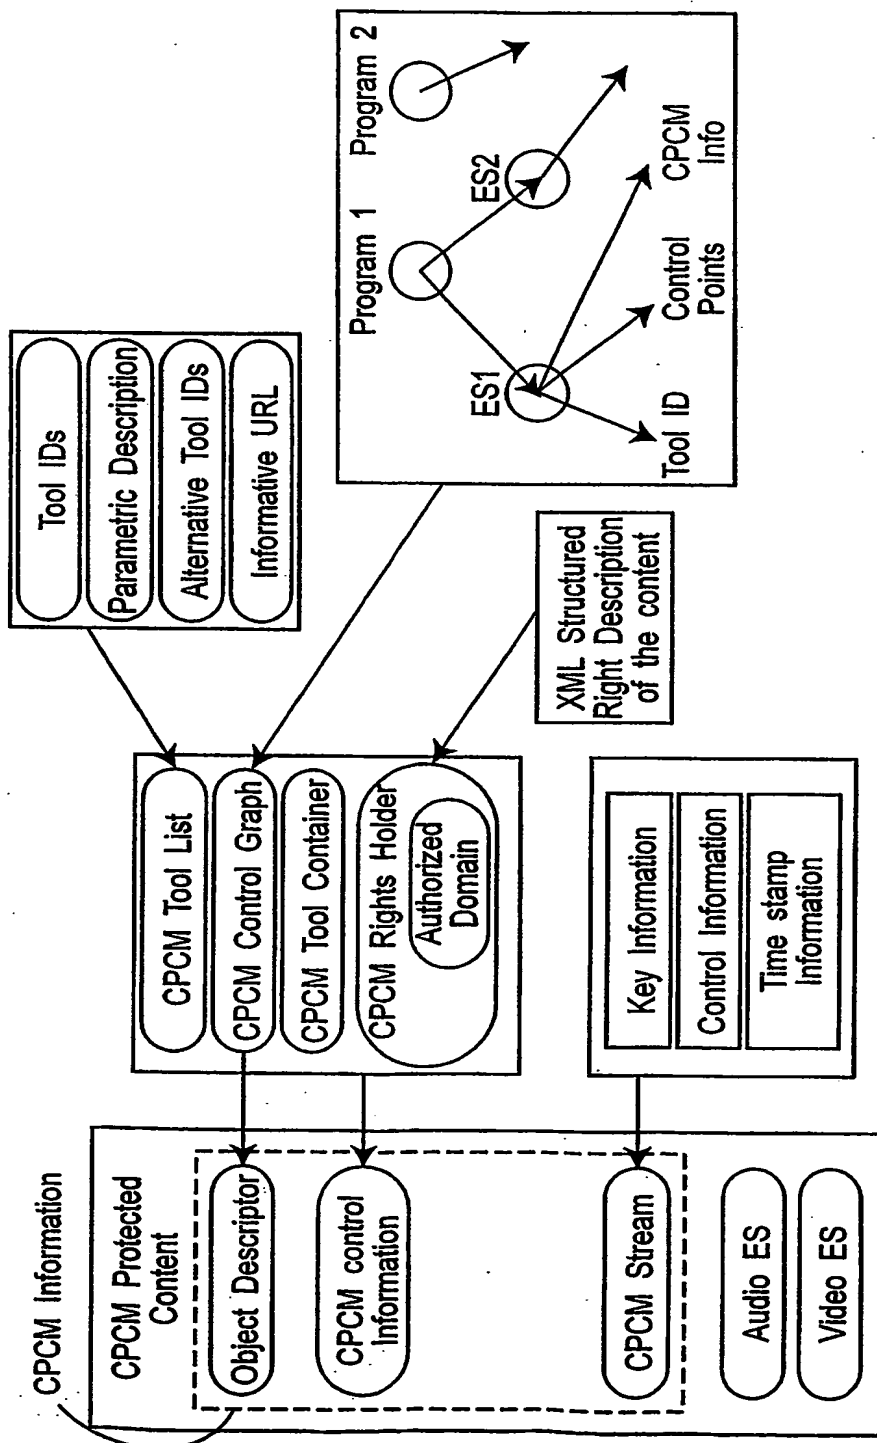 CPCM Information
CPCM Protected
Content
Object Descriptor
CPCM control
Information
CPCM Stream
Audio ES
Video ES
CPCM Tool List
CPCM Control Graph
CPCM Tool Container
CPCM Rights Holder
Authorized
Domain
Key Information
Control Information
Time stamp
Information
Tool IDs
Parametric Description
Alternative Tool IDs
Informative URL
XML Structured
Right Description
of the content
Program 1
Program 2
ES1
ES2
Tool ID
Control
Points
CPCM
Info